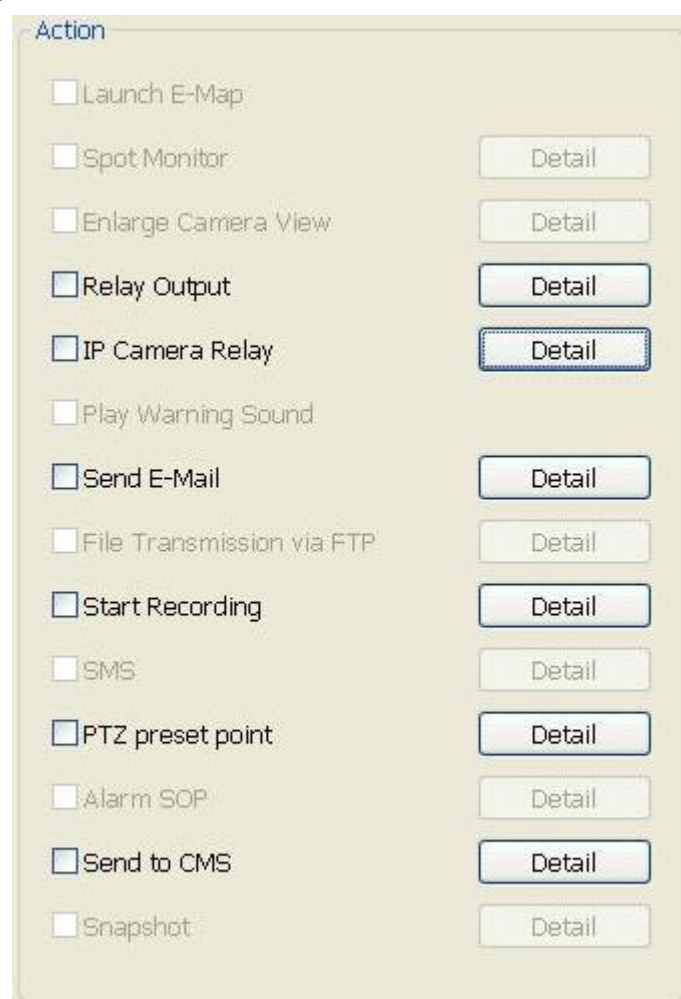 Action
Launch E-Map
Spot Monitor Detail
Enlarge Camera View Detail
Relay Output Detail
IP Camera Relay Detail
Play Warning Sound
Send E-Mail Detail
File Transmission via FTP Detail
Start Recording Detail
SMS Detail
PTZ preset point Detail
Alarm SOP Detail
Send to CMS Detail
Snapshot Detail